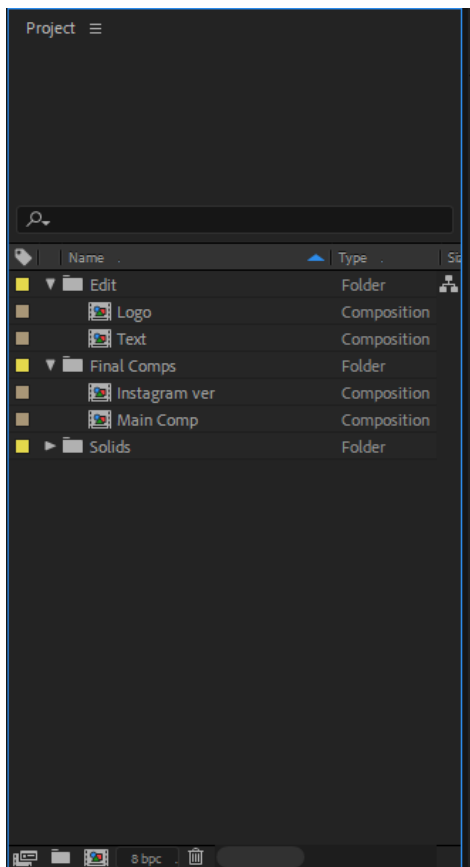 Project
Name . Type . Siz
Edit Folder
Logo Composition
Text Composition
Final Comps Folder
Instagram ver Composition
Main Comp Composition
Solids Folder
8 bpc